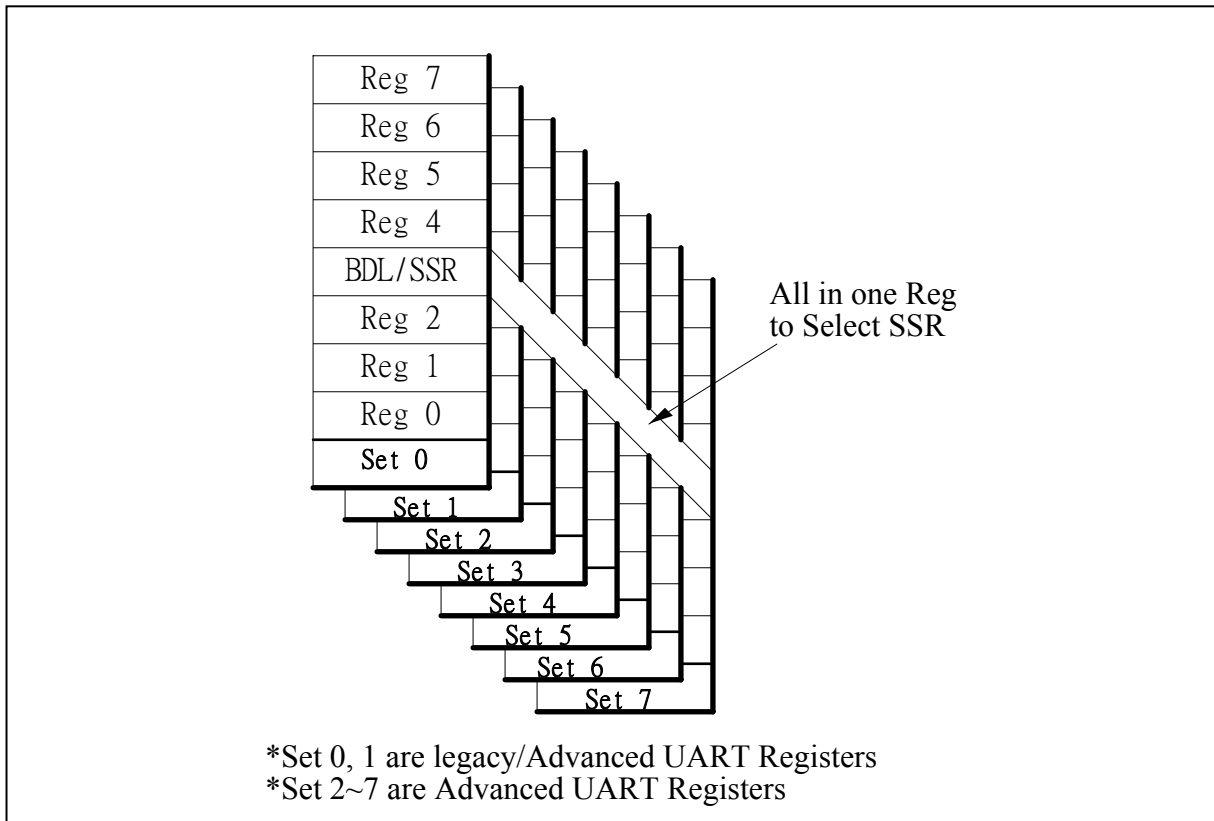 Reg 7
Reg 6
Reg 5
Reg 4
BDL/SSR
Reg 2
Reg 1
Reg 0
Set 0
Set 1
Set 2
Set 3
Set 4
Set 5
Set 6
Set 7
All in one Reg
to Select SSR
*Set 0, 1 are legacy/Advanced UART Registers
*Set 2~7 are Advanced UART Registers